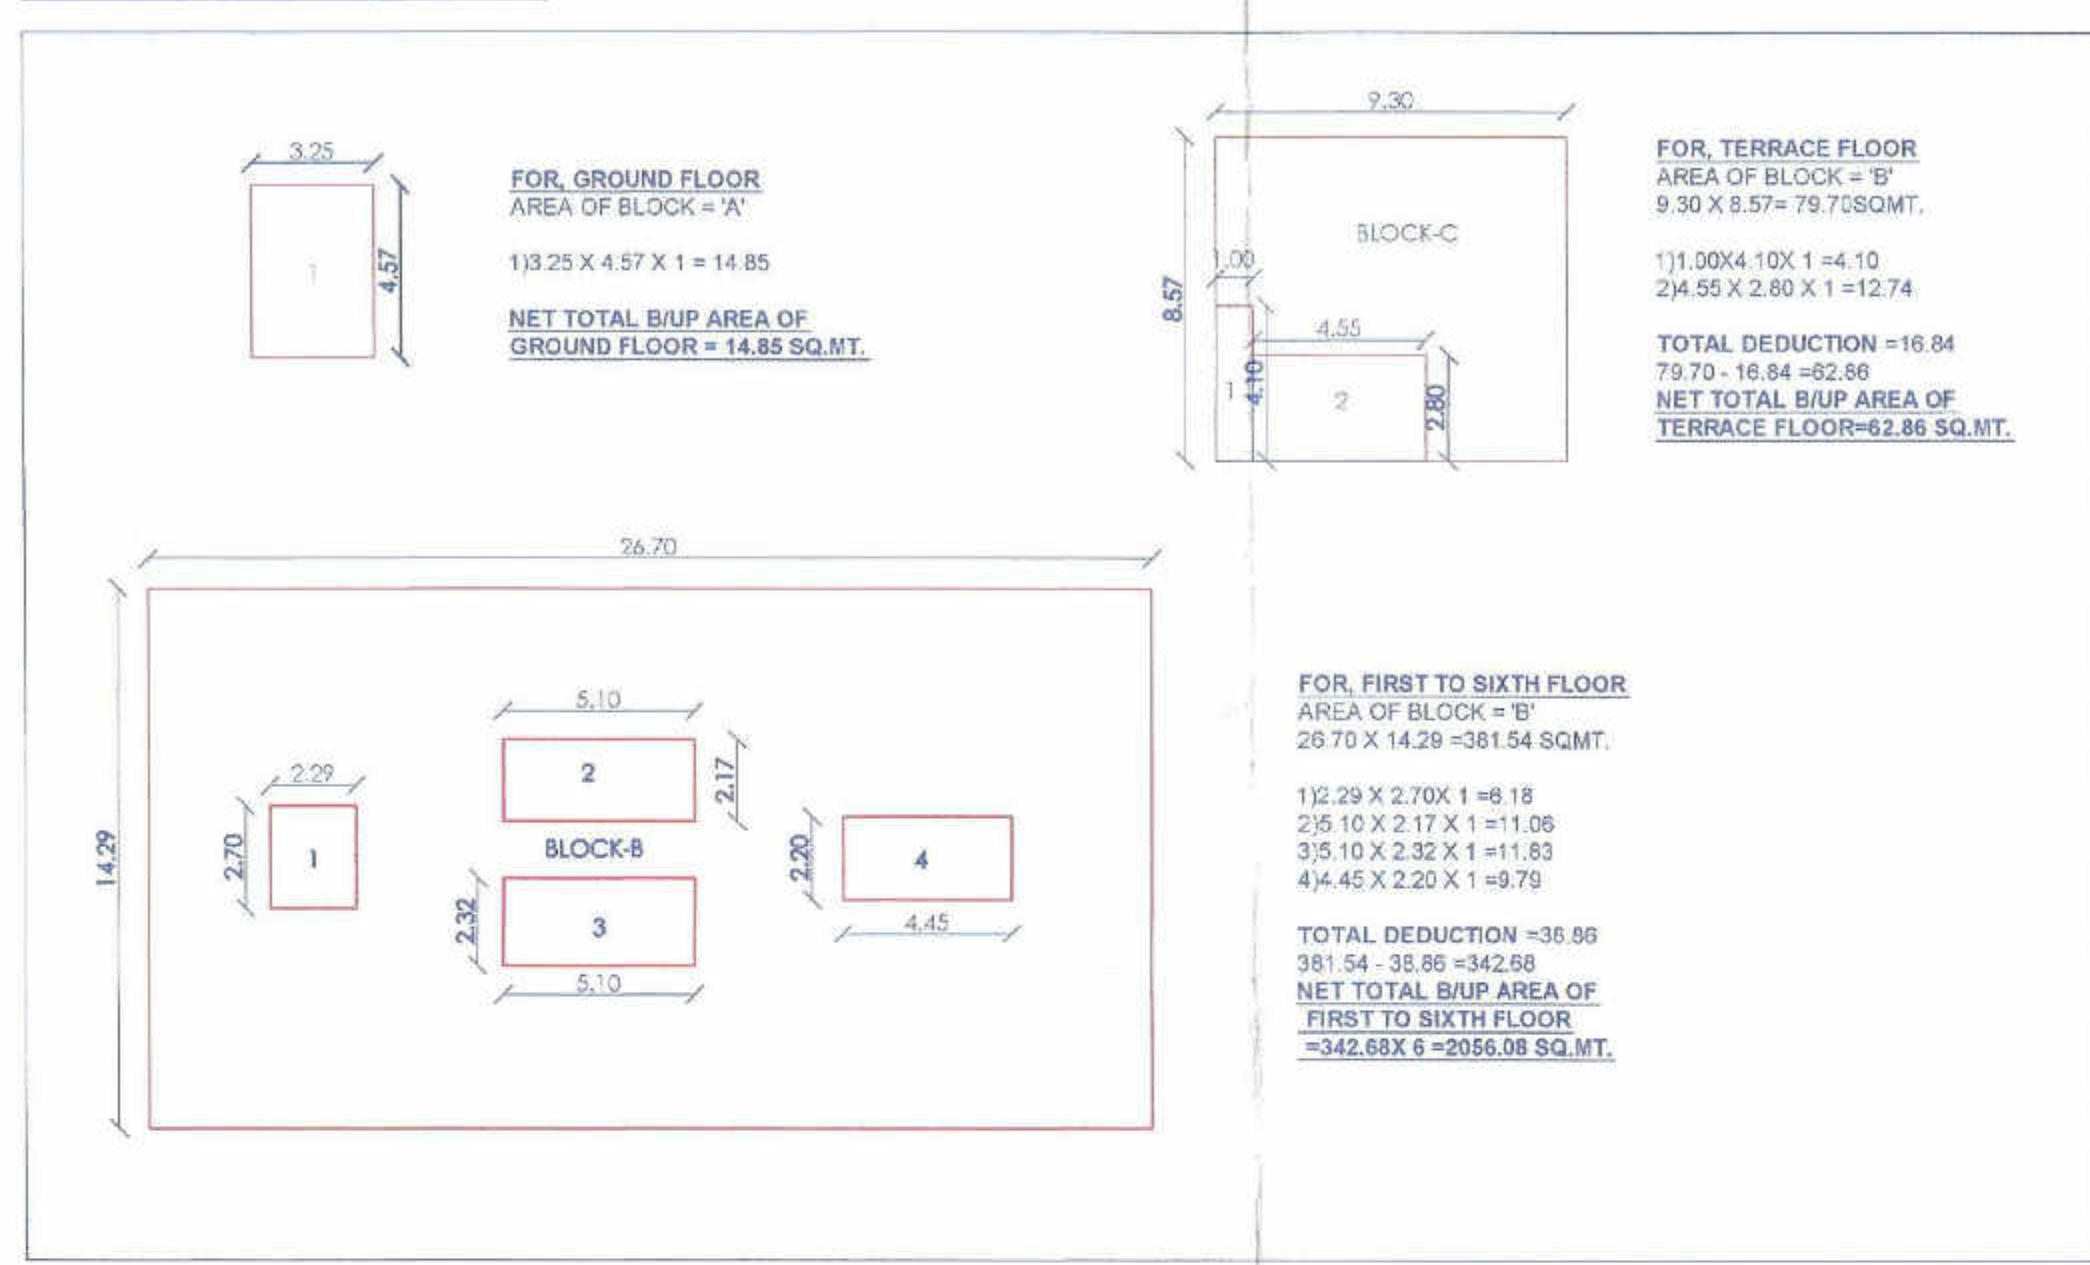 3.25
1
4.57
FOR, GROUND FLOOR
AREA OF BLOCK = 'A'
1)3.25 X 4.57 X 1 = 14.85
NET TOTAL B/UP AREA OF
GROUND FLOOR = 14.85 SQ.MT.
9.30
8.57
BLOCK-C
1.00
4.55
1
4.10
2
2.80
FOR, TERRACE FLOOR
AREA OF BLOCK = 'B'
9.30 X 8.57= 79.70SQMT.
1)1.00X4.10X 1 =4.10
2)4.55 X 2.80 X 1 =12.74
TOTAL DEDUCTION =16.84
79.70 - 16.84 =62.86
NET TOTAL B/UP AREA OF
TERRACE FLOOR=62.86 SQ.MT.
26.70
14.29
5.10
2
2.17
2.29
2.70
1
BLOCK-B
2.20
4
4.45
2.32
3
5.10
FOR, FIRST TO SIXTH FLOOR
AREA OF BLOCK = 'B'
26.70 X 14.29 =381.54 SQMT.
1)2.29 X 2.70X 1 =6.18
2)5.10 X 2.17 X 1 =11.06
3)5.10 X 2.32 X 1 =11.83
4)4.45 X 2.20 X 1 =9.79
TOTAL DEDUCTION =38.86
381.54 - 38.86 =342.68
NET TOTAL B/UP AREA OF
FIRST TO SIXTH FLOOR
=342.68X 6 =2056.08 SQ.MT.